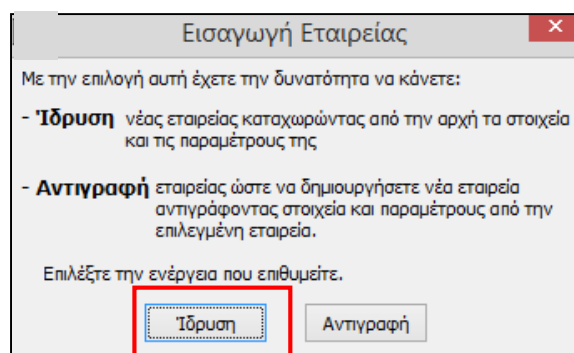 Εισαγωγή Εταιρείας
Με την επιλογή αυτή έχετε την δυνατότητα να κάνετε:
- Ίδρυση νέας εταιρείας καταχωρώντας από την αρχή τα στοιχεία
και τις παραμέτρους της
- Αντιγραφή εταιρείας ώστε να δημιουργήσετε νέα εταιρεία
αντιγράφοντας στοιχεία και παραμέτρους από την
επιλεγμένη εταιρεία.
Επιλέξτε την ενέργεια που επιθυμείτε.
Ίδρυση Αντιγραφή